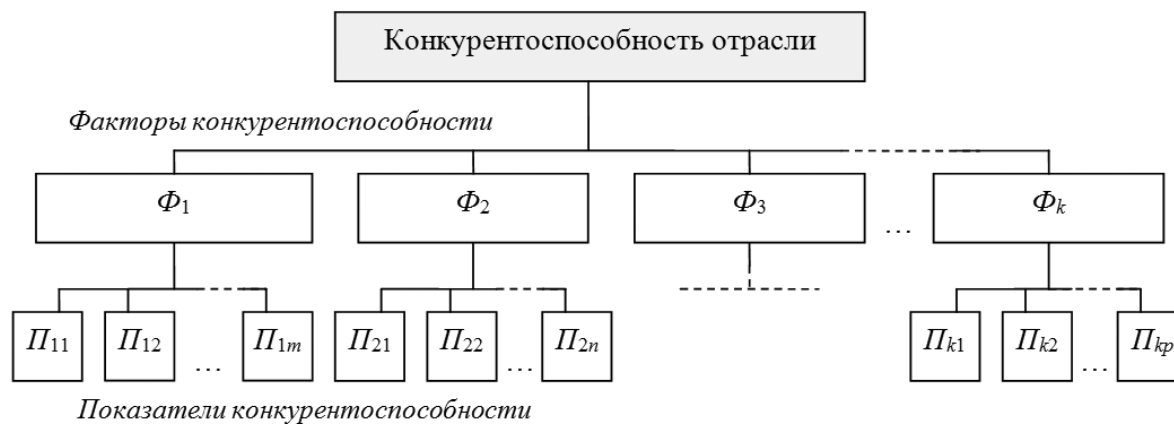 Конкурентоспособность отрасли
Факторы конкурентоспособности
Ф1 Ф2 Ф3 … Фk
П11 П12 … П1m П21 П22 … П2n Пk1 Пk2 … Пkp
Показатели конкурентоспособности